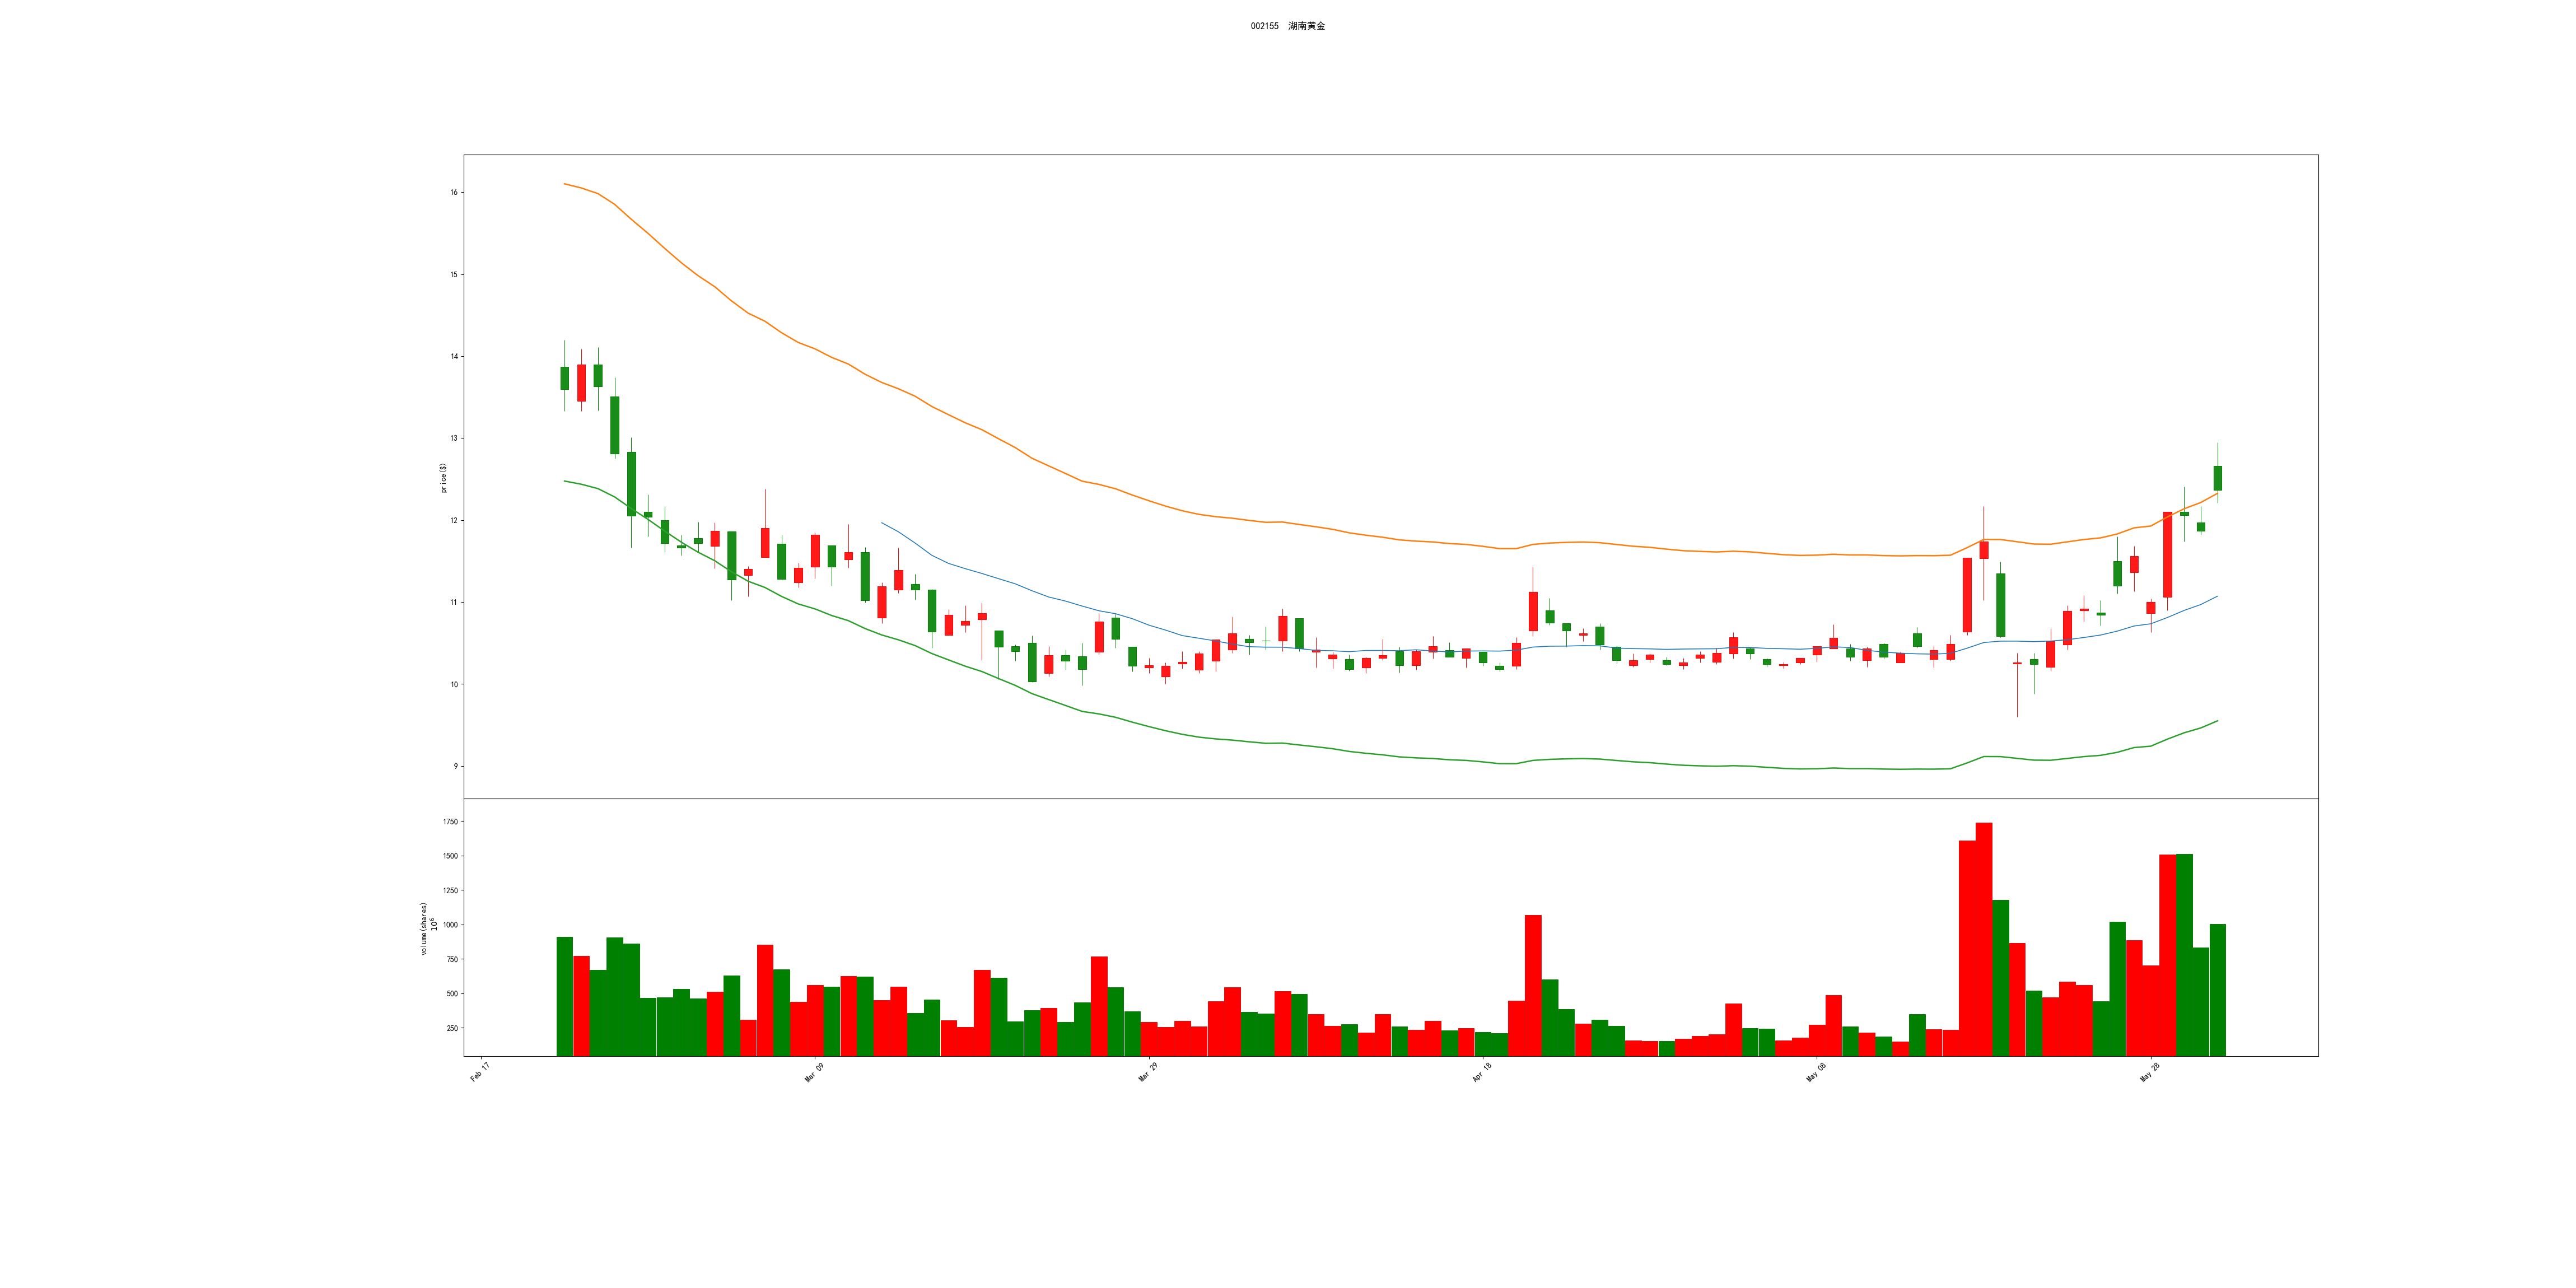 002155 湖南黄金
16
15
14
13
12
11
10
9
price($)
1750
1500
1250
1000
750
500
250
volume(shares)
10⁶
Feb 17
Mar 09
Mar 29
Apr 18
May 08
May 28